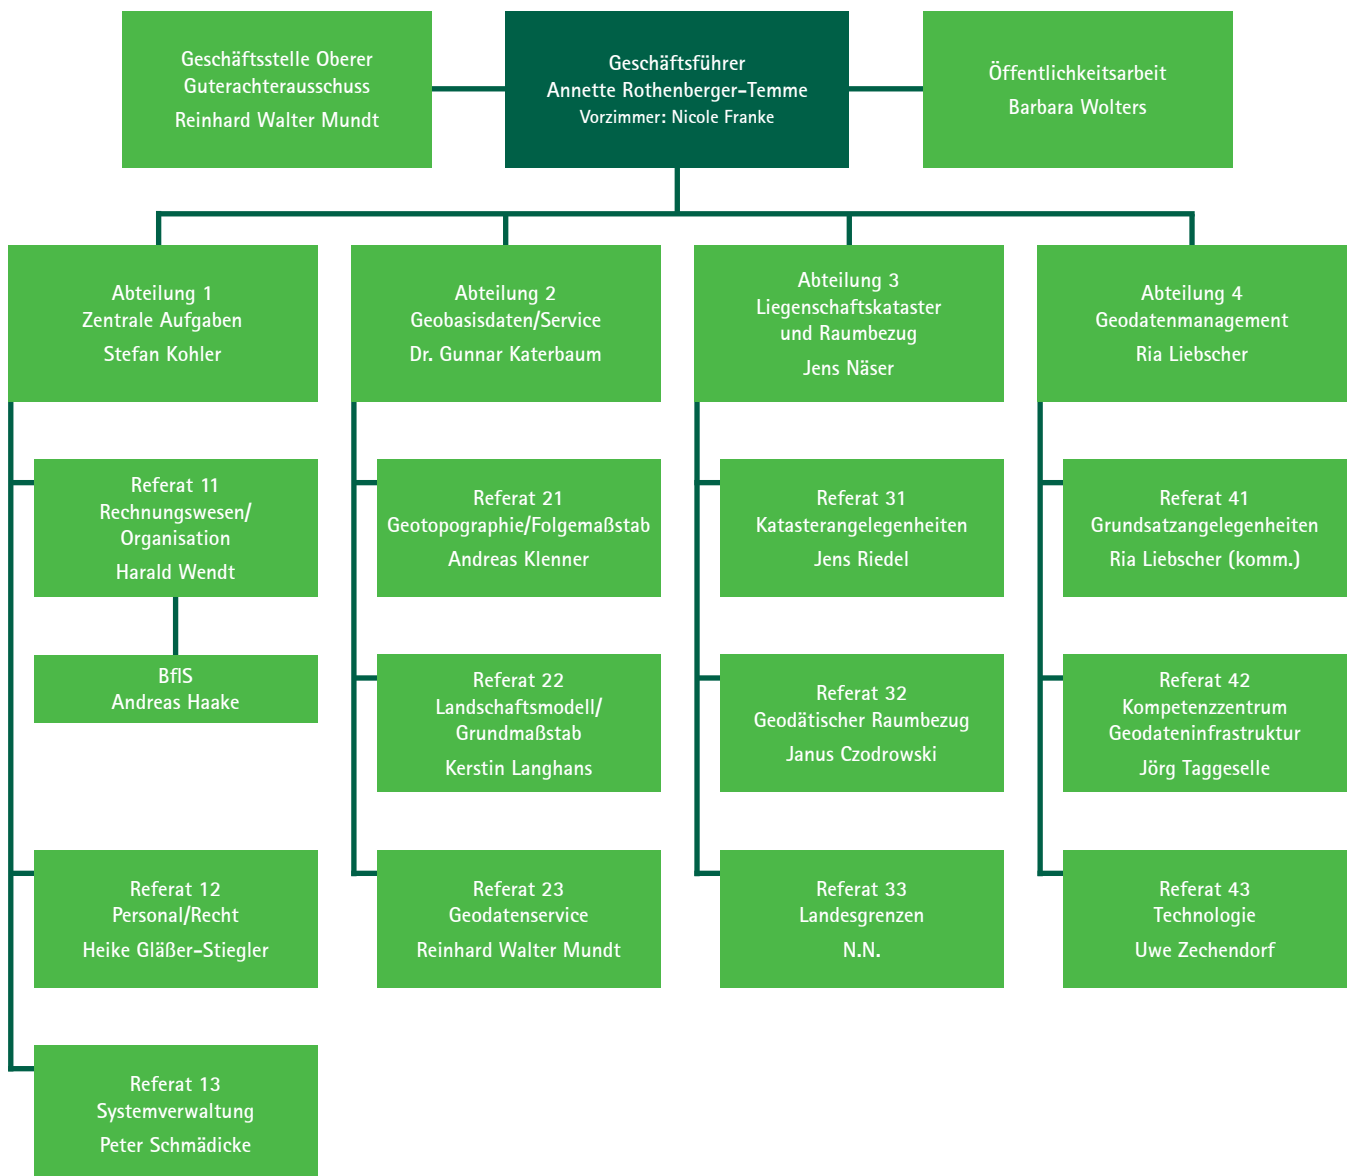 Geschäftsstelle Oberer
Guterachterausschuss
Reinhard Walter Mundt
Geschäftsführer
Annette Rothenberger-Temme
Vorzimmer: Nicole Franke
Öffentlichkeitsarbeit
Barbara Wolters
Abteilung 1
Zentrale Aufgaben
Stefan Kohler
Abteilung 2
Geobasisdaten/Service
Dr. Gunnar Katerbaum
Abteilung 3
Liegenschaftskataster
und Raumbezug
Jens Näser
Abteilung 4
Geodatenmanagement
Ria Liebscher
Referat 11
Rechnungswesen/
Organisation
Harald Wendt
Referat 21
Geotopographie/Folgemaßstab
Andreas Klenner
Referat 31
Katasterangelegenheiten
Jens Riedel
Referat 41
Grundsatzangelegenheiten
Ria Liebscher (komm.)
BfIS
Andreas Haake
Referat 22
Landschaftsmodell/
Grundmaßstab
Kerstin Langhans
Referat 32
Geodätischer Raumbezug
Janus Czodrowski
Referat 42
Kompetenzzentrum
Geodateninfrastruktur
Jörg Taggeselle
Referat 12
Personal/Recht
Heike Gläßer-Stiegler
Referat 23
Geodatenservice
Reinhard Walter Mundt
Referat 33
Landesgrenzen
N.N.
Referat 43
Technologie
Uwe Zechendorf
Referat 13
Systemverwaltung
Peter Schmädicke